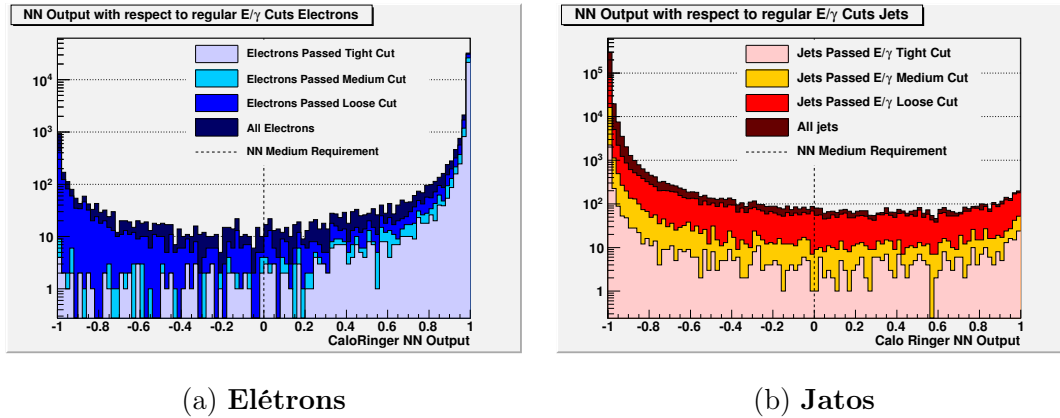 NN Output with respect to regular E/γ Cuts Electrons
Electrons Passed Tight Cut
Electrons Passed Medium Cut
Electrons Passed Loose Cut
All Electrons
NN Medium Requirement
10⁴
10³
10²
10
1
-1 -0.8 -0.6 -0.4 -0.2 0 0.2 0.4 0.6 0.8 1
CaloRinger NN Output
(a) Elétrons
NN Output with respect to regular E/γ Cuts Jets
Jets Passed E/γ Tight Cut
Jets Passed E/γ Medium Cut
Jets Passed E/γ Loose Cut
All jets
NN Medium Requirement
10⁵
10⁴
10³
10²
10
1
-1 -0.8 -0.6 -0.4 -0.2 0 0.2 0.4 0.6 0.8 1
Calo Ringer NN Output
(b) Jatos